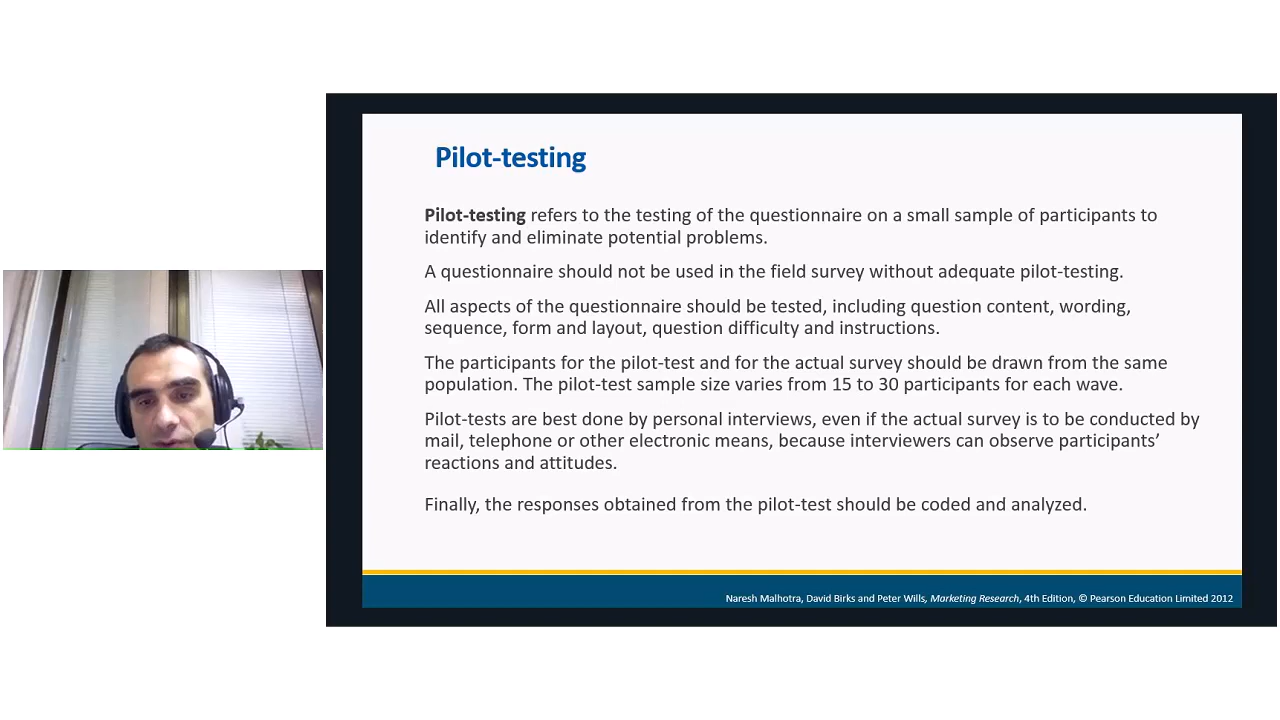 Pilot-testing
Pilot-testing refers to the testing of the questionnaire on a small sample of participants to
identify and eliminate potential problems.
A questionnaire should not be used in the field survey without adequate pilot-testing.
All aspects of the questionnaire should be tested, including question content, wording,
sequence, form and layout, question difficulty and instructions.
The participants for the pilot-test and for the actual survey should be drawn from the same
population. The pilot-test sample size varies from 15 to 30 participants for each wave.
Pilot-tests are best done by personal interviews, even if the actual survey is to be conducted by
mail, telephone or other electronic means, because interviewers can observe participants’
reactions and attitudes.
Finally, the responses obtained from the pilot-test should be coded and analyzed.
Naresh Malhotra, David Birks and Peter Wills, Marketing Research, 4th Edition, © Pearson Education Limited 2012